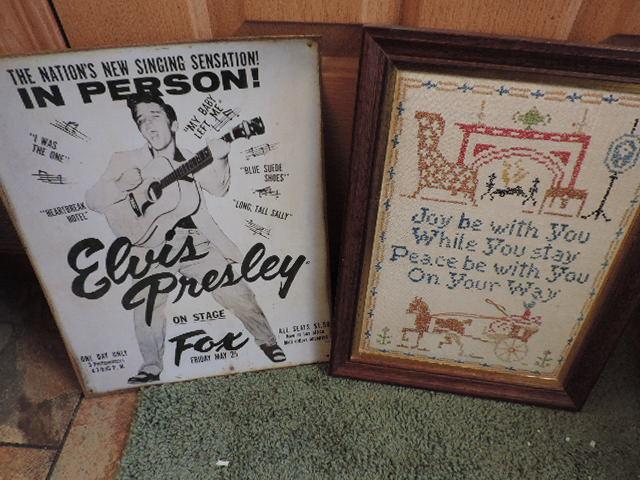 THE NATION'S NEW SINGING SENSATION!
IN PERSON!
"I WAS
THE ONE"
"MY BABY
LEFT ME"
"BLUE SUEDE
SHOES"
"HEARTBREAK
HOTEL"
"LONG, TALL SALLY"
Elvis
Presley
ON STAGE
Fox
FRIDAY MAY 25
ONE DAY ONLY
ALL SEATS
Joy be with You
While You stay
Peace be with You
On Your Way